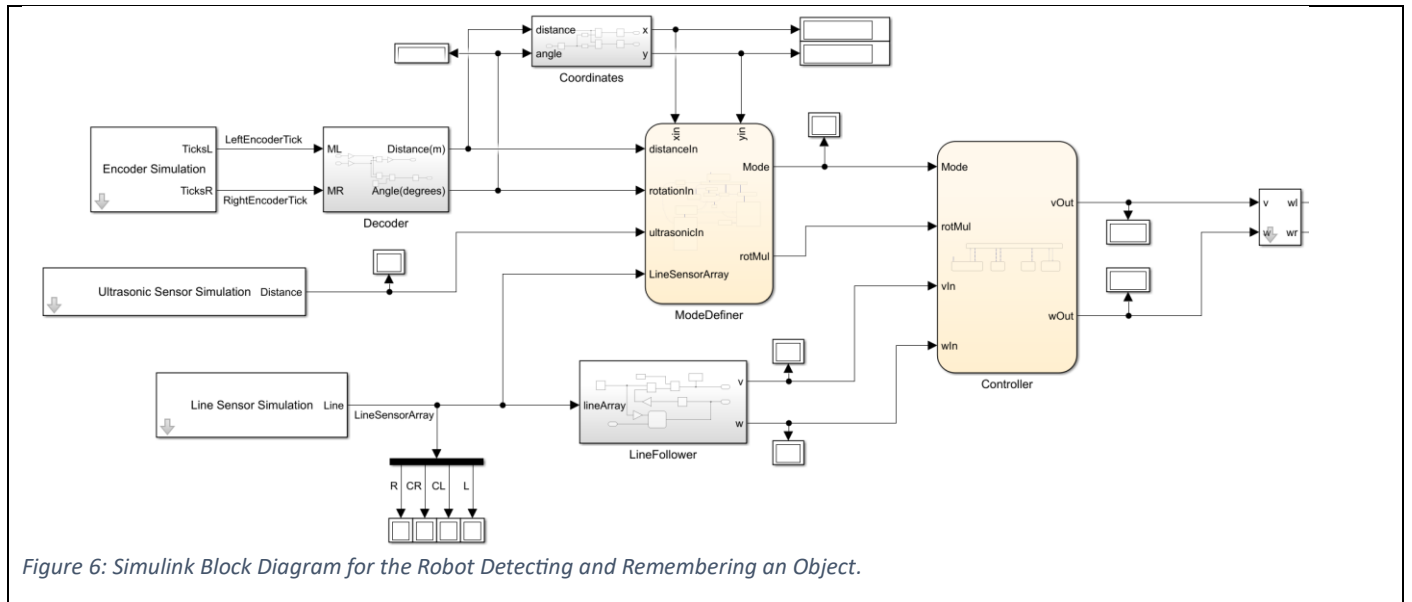 distance
angle
x
y
Coordinates
TicksL
Encoder Simulation
TicksR
LeftEncoderTick
RightEncoderTick
ML
MR
Distance(m)
Angle(degrees)
Decoder
xin
yin
distanceIn
rotationIn
ultrasonicIn
LineSensorArray
Mode
rotMul
ModeDefiner
Mode
rotMul
vIn
wIn
vOut
wOut
Controller
v
w
wl
wr
Ultrasonic Sensor Simulation
Distance
Line Sensor Simulation
Line
LineSensorArray
R
CR
CL
L
lineArray
v
w
LineFollower
Figure 6: Simulink Block Diagram for the Robot Detecting and Remembering an Object.